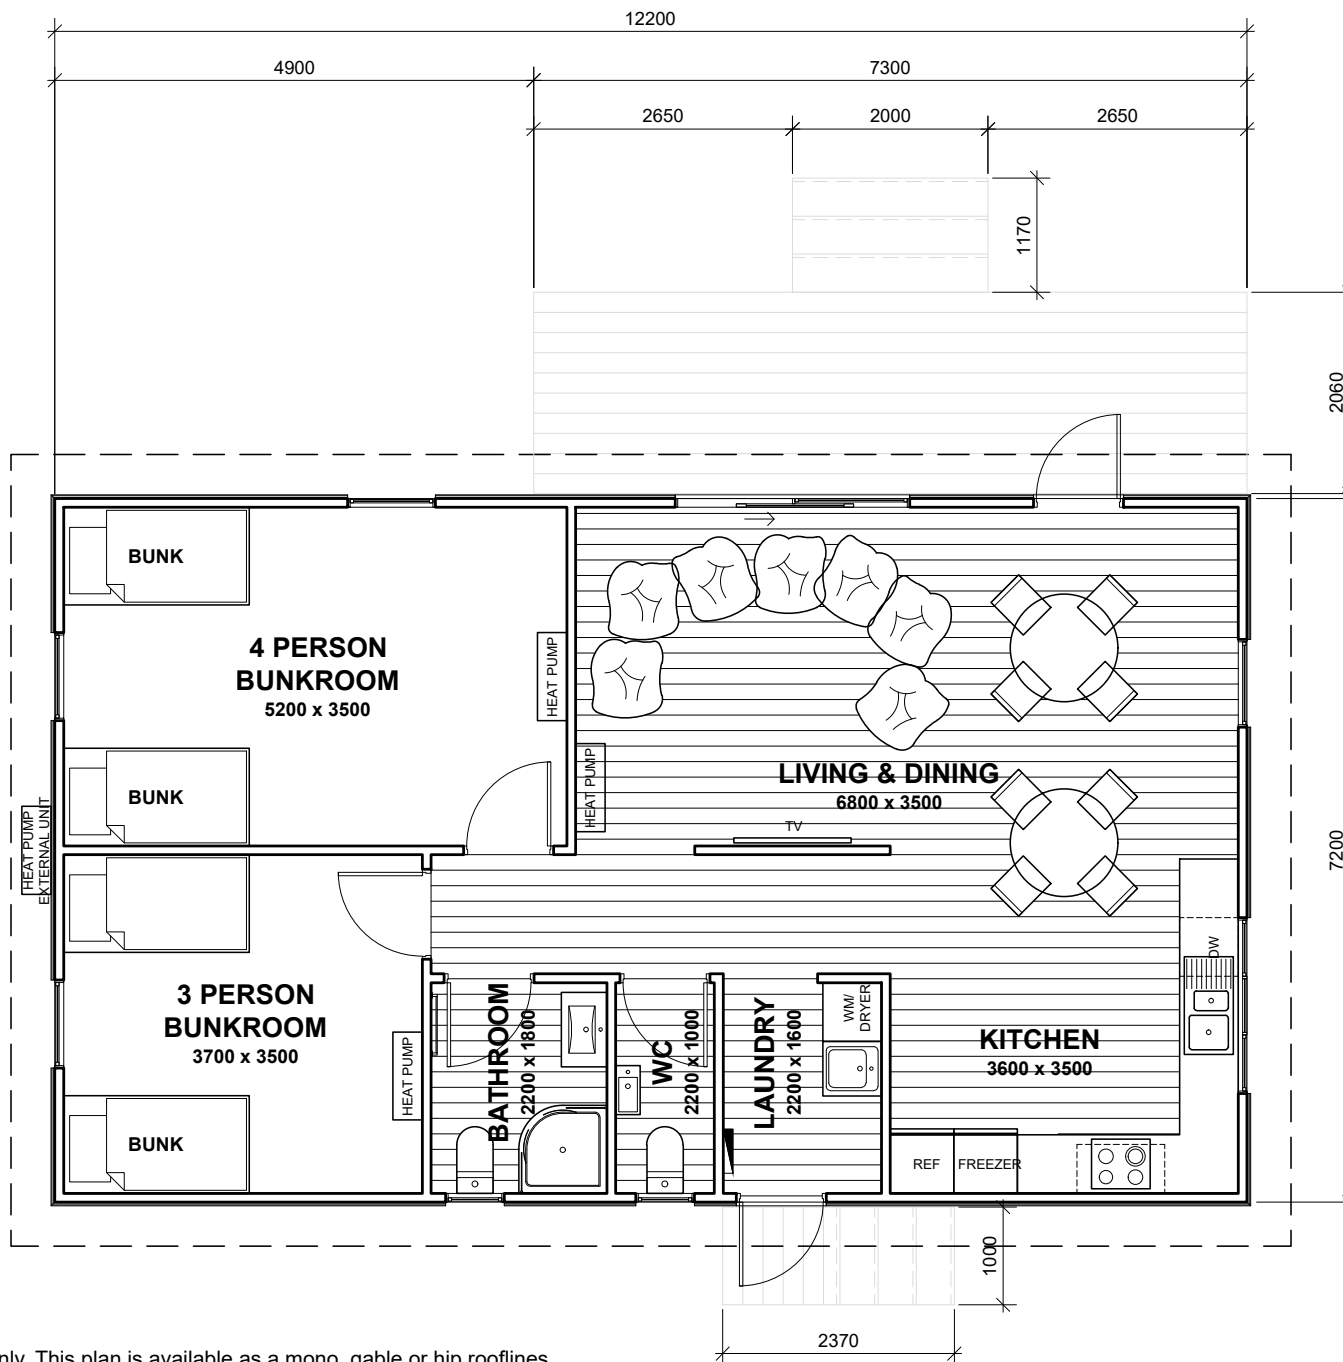 12200
4900
7300
2650
2000
2650
1170
2060
BUNK
4 PERSON
BUNKROOM
5200 x 3500
HEAT PUMP
BUNK
HEAT PUMP
LIVING & DINING
6800 x 3500
TV
HEAT PUMP
EXTERNAL UNIT
7200
3 PERSON
BUNKROOM
3700 x 3500
HEAT PUMP
BUNK
BATHROOM
2200 x 1800
WC
2200 x 1000
LAUNDRY
2200 x 1600
WM/
DRYER
DW
KITCHEN
3600 x 3500
REF
FREEZER
1000
2370
This plan is available as a mono, gable or hip rooflines